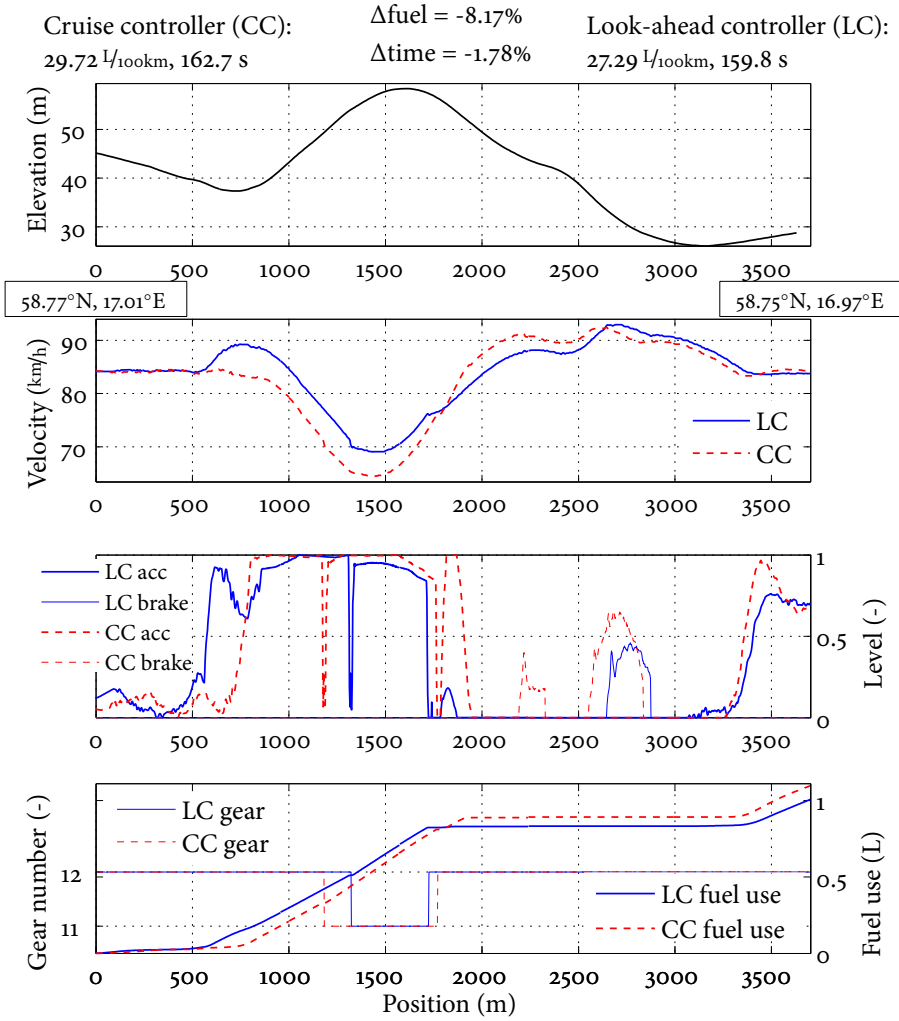 Cruise controller (CC):
29.72 L/100km, 162.7 s
Δfuel = -8.17%
Δtime = -1.78%
Look-ahead controller (LC):
27.29 L/100km, 159.8 s
Elevation (m)
50
40
30
0 500 1000 1500 2000 2500 3000 3500
58.77°N, 17.01°E
58.75°N, 16.97°E
Velocity (km/h)
90
80
70
LC
CC
0 500 1000 1500 2000 2500 3000 3500
LC acc
LC brake
CC acc
CC brake
1
0.5
0
Level (-)
0 500 1000 1500 2000 2500 3000 3500
Gear number (-)
12
11
LC gear
CC gear
LC fuel use
CC fuel use
1
0.5
0
Fuel use (L)
0 500 1000 1500 2000 2500 3000 3500
Position (m)